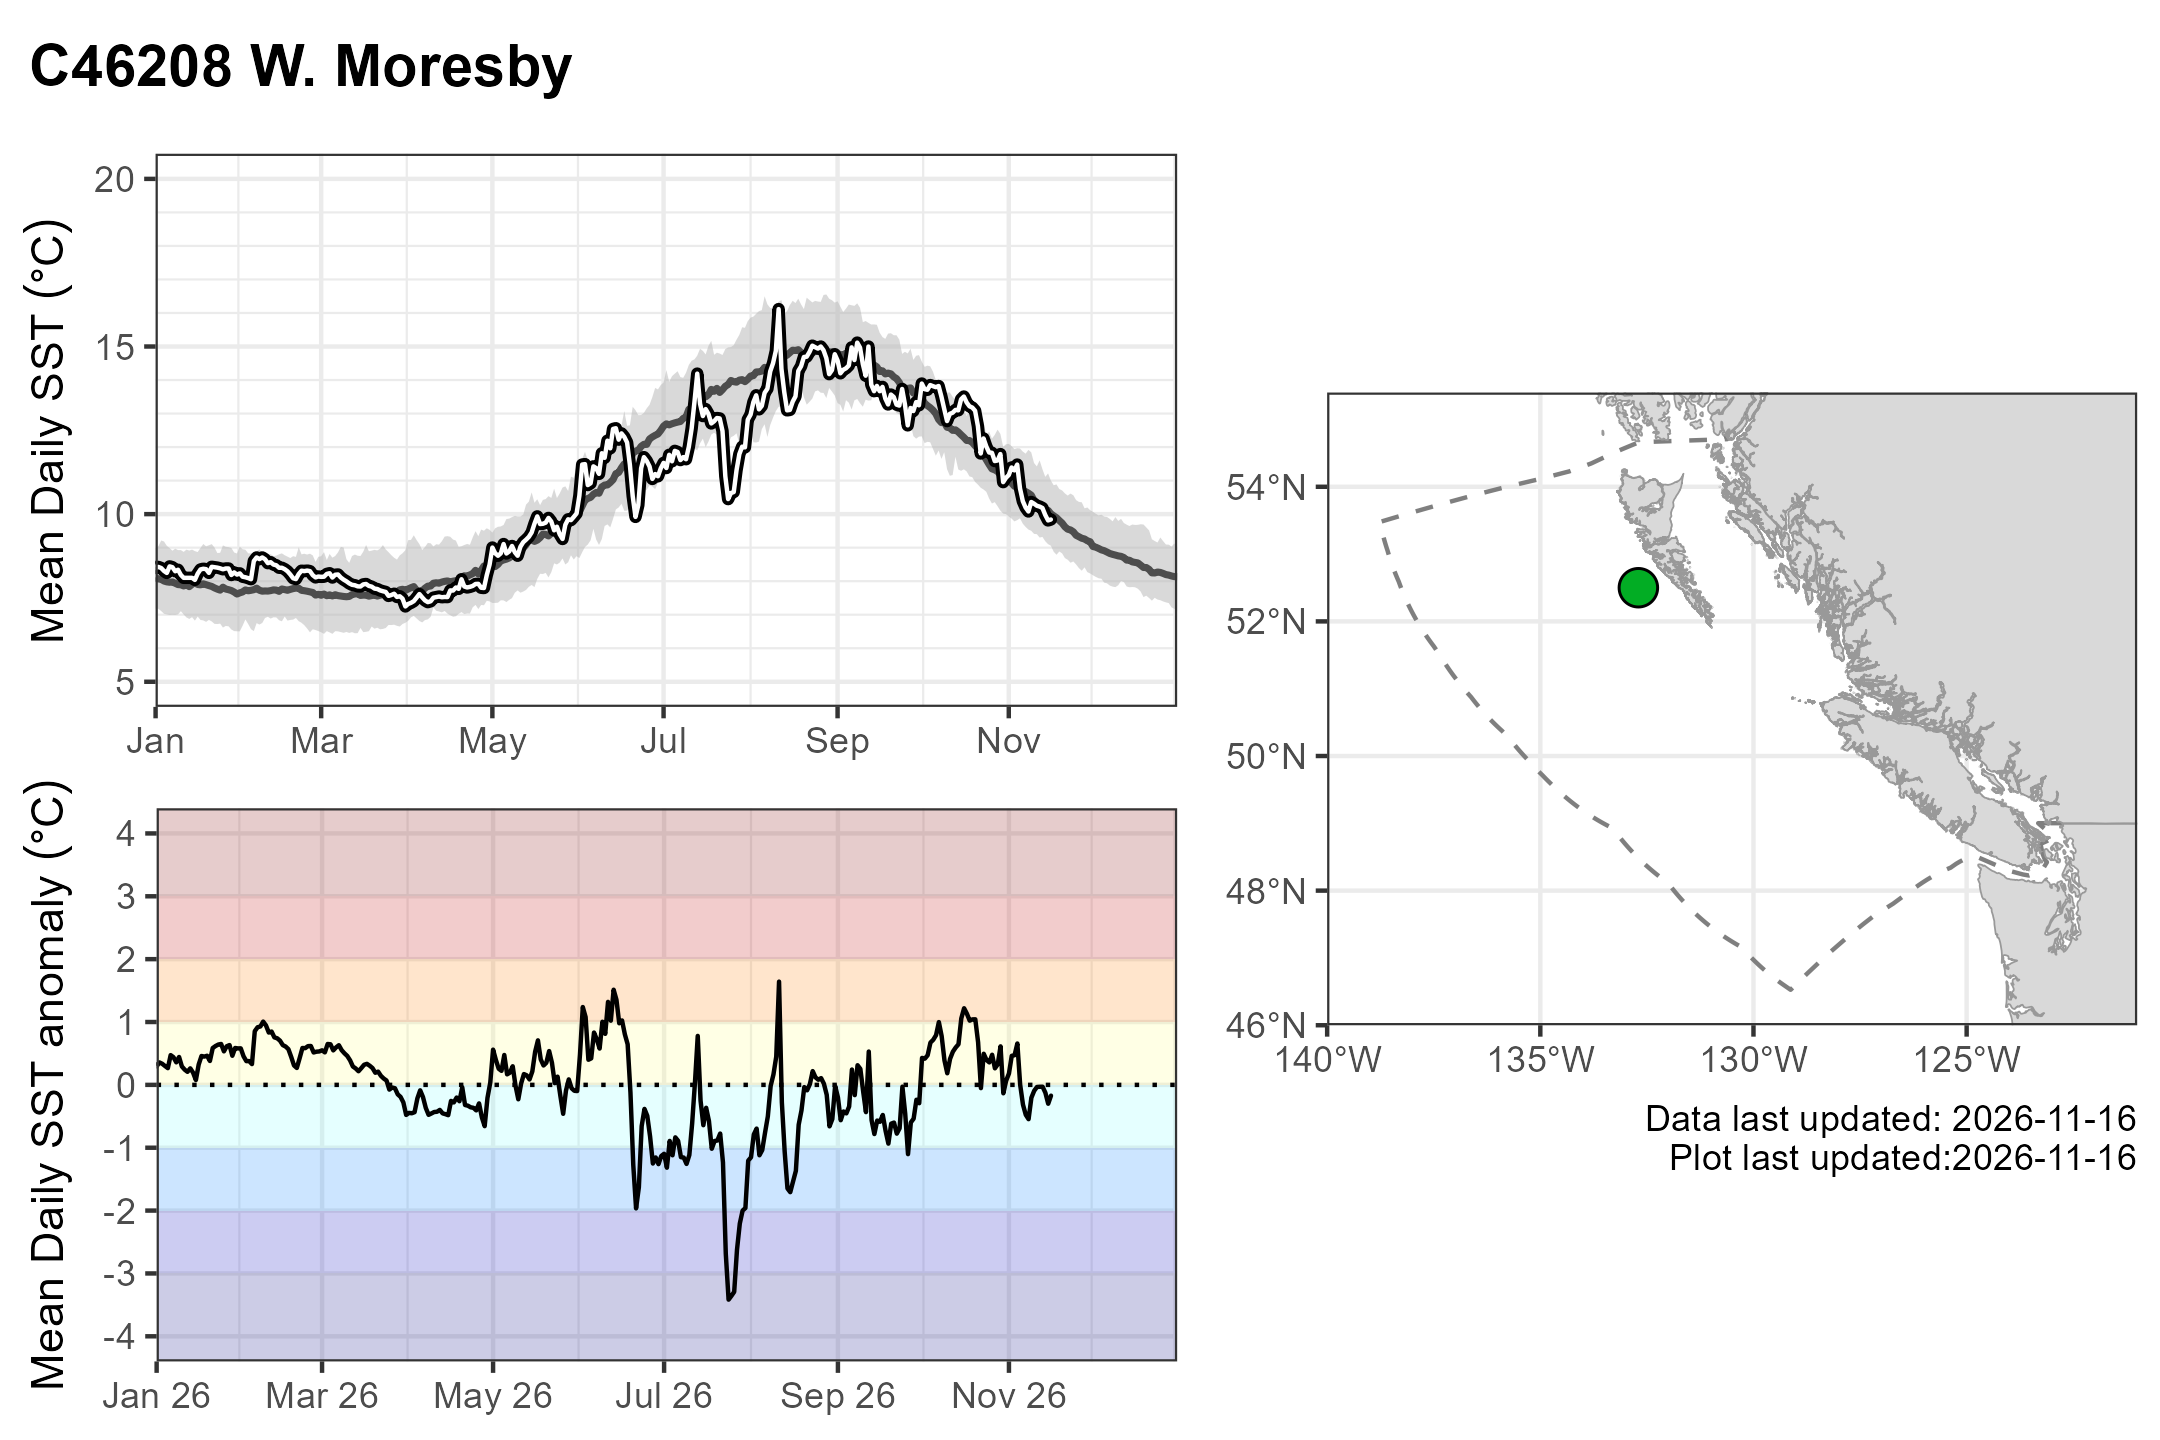 C46208 W. Moresby
Mean Daily SST (°C)
20
15
10
5
Jan Mar May Jul Sep Nov
Mean Daily SST anomaly (°C)
4
3
2
1
0
-1
-2
-3
-4
Jan 26 Mar 26 May 26 Jul 26 Sep 26 Nov 26
54°N
52°N
50°N
48°N
46°N
140°W 135°W 130°W 125°W
Data last updated: 2026-11-16
Plot last updated:2026-11-16